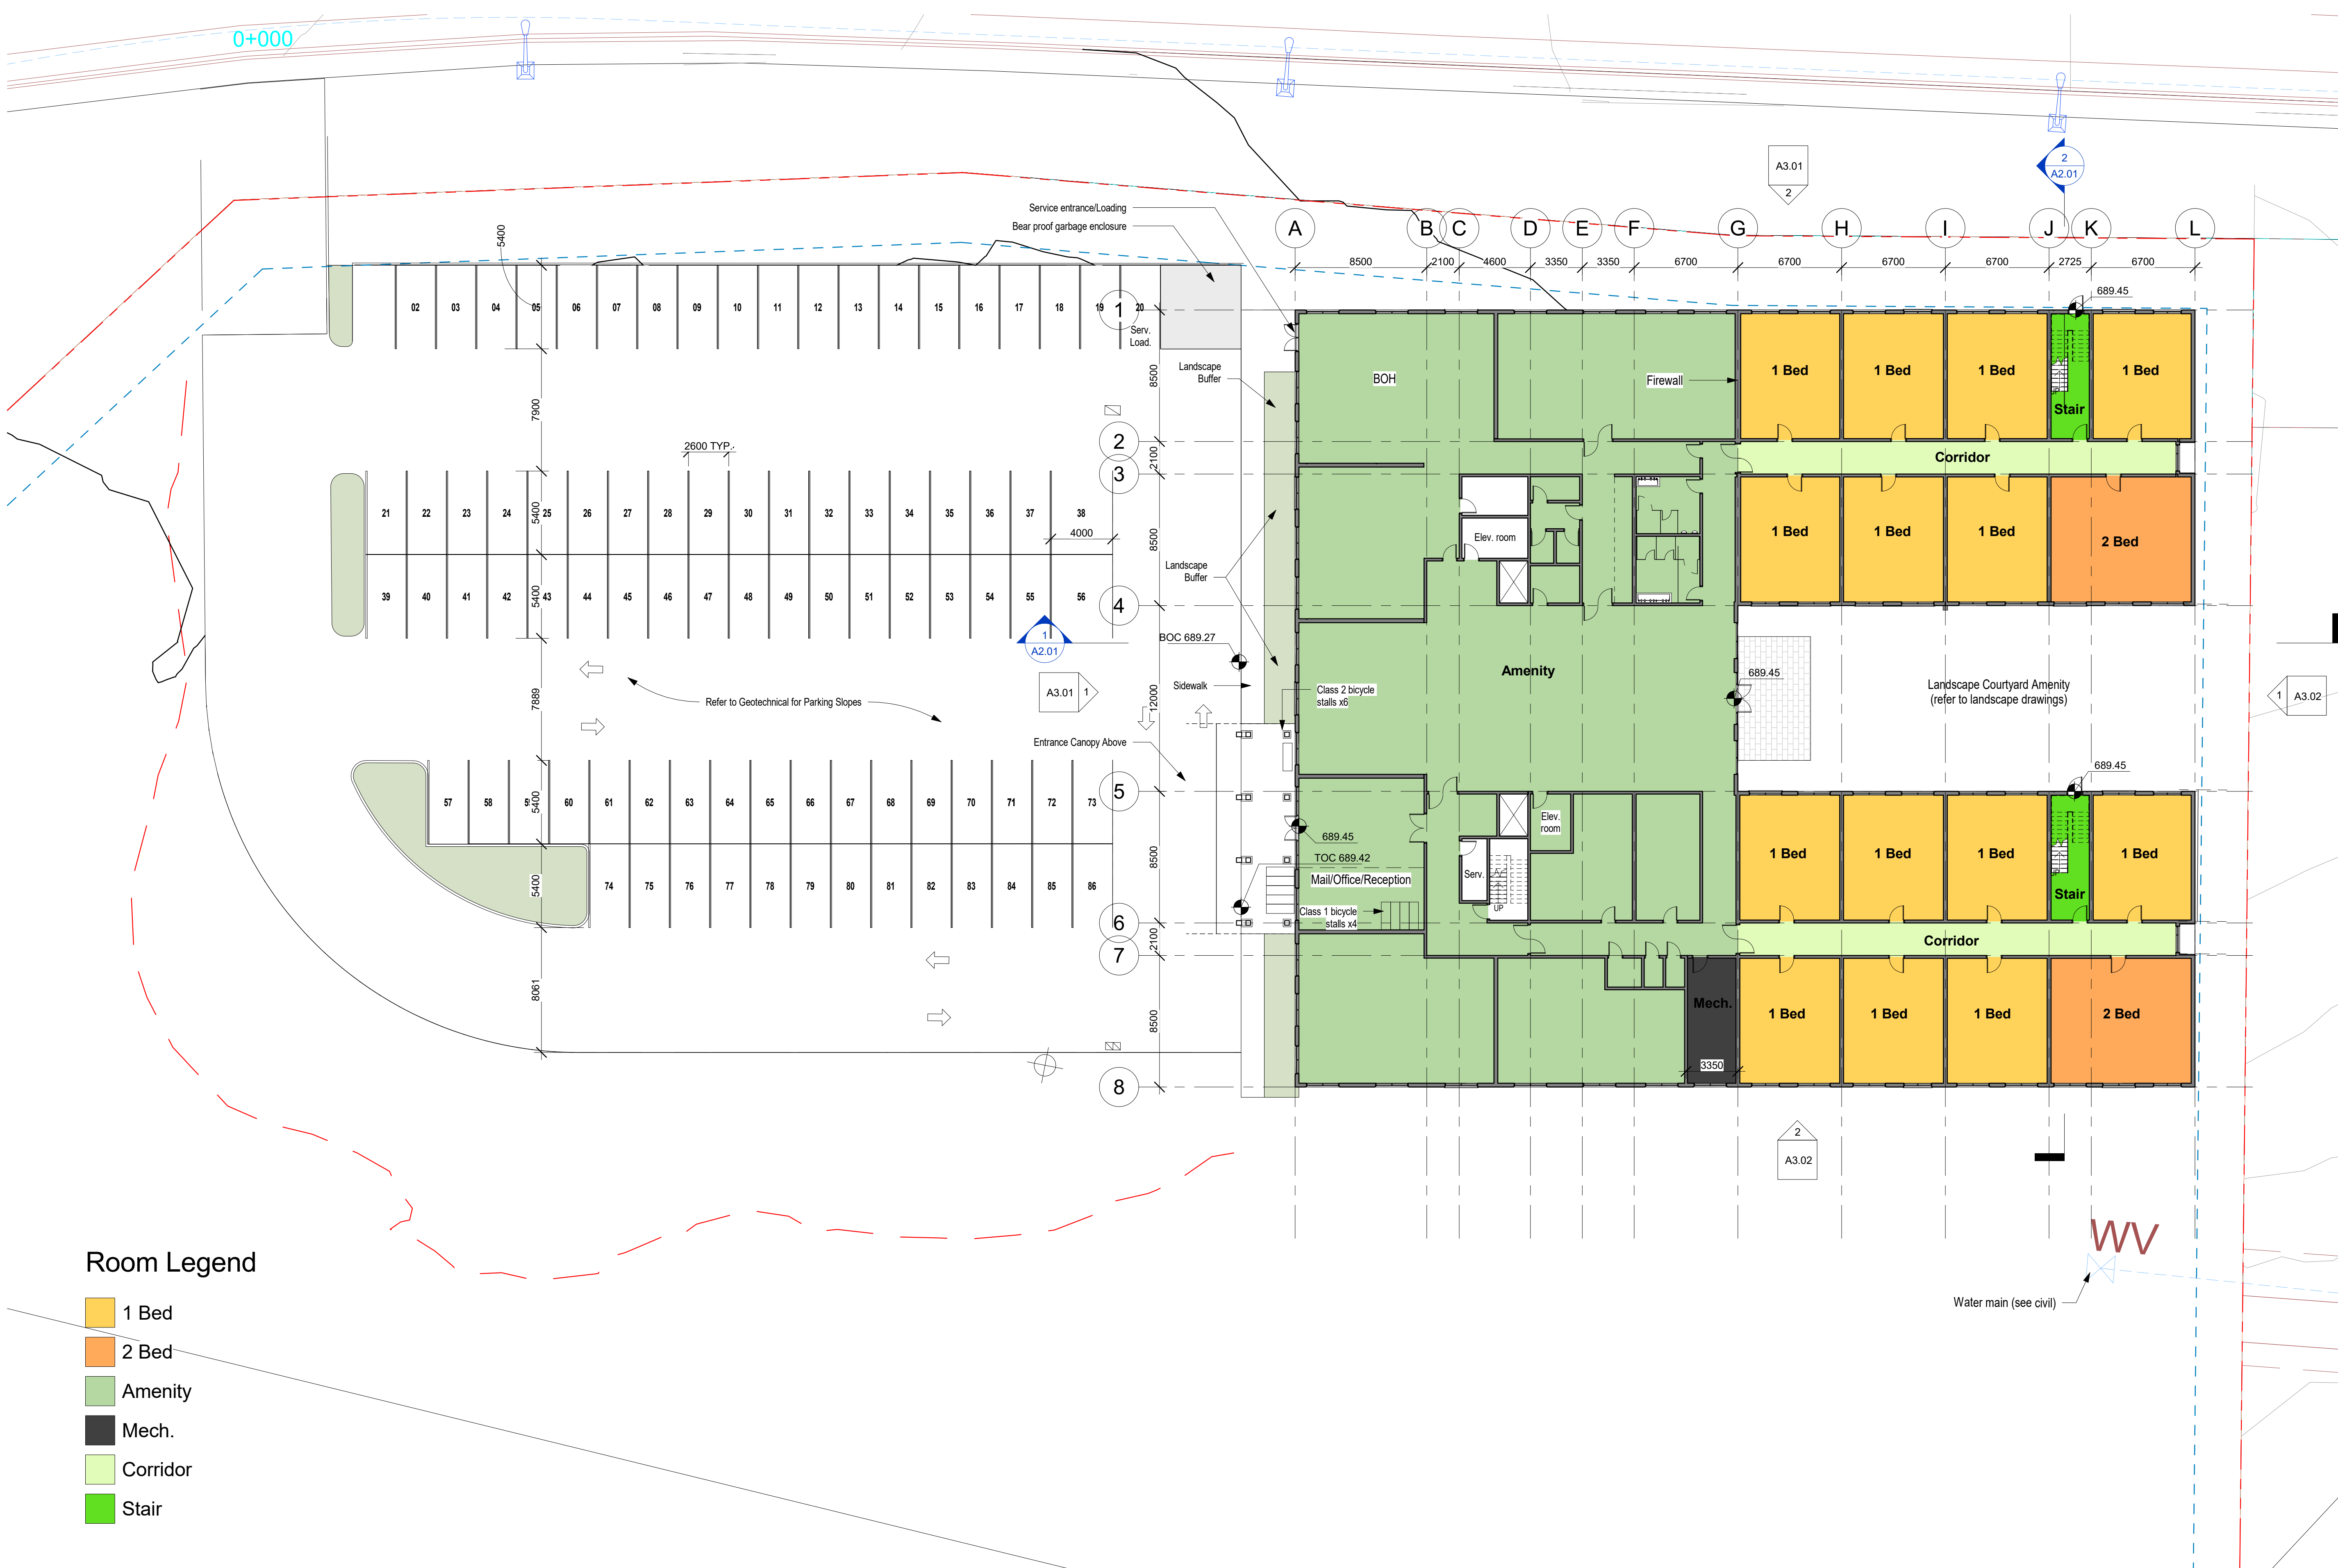 0+000
A3.01
2
2
A2.01
Service entrance/Loading
Bear proof garbage enclosure
A B C D E F G H I J K L
8500 2100 4600 3350 3350 6700 6700 6700 6700 2725 6700
5400
689.45
02 03 04 05 06 07 08 09 10 11 12 13 14 15 16 17 18 19 20
Serv.
Load.
1
Landscape
Buffer
8500
BOH
Firewall
1 Bed 1 Bed 1 Bed 1 Bed
UP
Stair
7900
2600 TYP.
2
2100
3
Corridor
21 22 23 24 25 26 27 28 29 30 31 32 33 34 35 36 37 38
5400
4000
8500
Elev. room
1 Bed 1 Bed 1 Bed 2 Bed
Landscape
Buffer
39 40 41 42 43 44 45 46 47 48 49 50 51 52 53 54 55 56
5400
4
1
A2.01
BOC 689.27
Amenity
689.45
Landscape Courtyard Amenity
(refer to landscape drawings)
1
A3.02
A3.01
1
Sidewalk
Class 2 bicycle
stalls x6
7889
Refer to Geotechnical for Parking Slopes
12000
Entrance Canopy Above
689.45
57 58 60 61 62 63 64 65 66 67 68 69 70 71 72 73
5400
5
Elev.
room
689.45
TOC 689.42
1 Bed 1 Bed 1 Bed 1 Bed
UP
Stair
8500
Mail/Office/Reception
Serv.
UP
74 75 76 77 78 79 80 81 82 83 84 85 86
5400
Class 1 bicycle
stalls x4
6
2100
7
Corridor
8061
8500
Mech.
3350
1 Bed 1 Bed 1 Bed 2 Bed
8
2
A3.02
WV
Water main (see civil)
Room Legend
1 Bed
2 Bed
Amenity
Mech.
Corridor
Stair